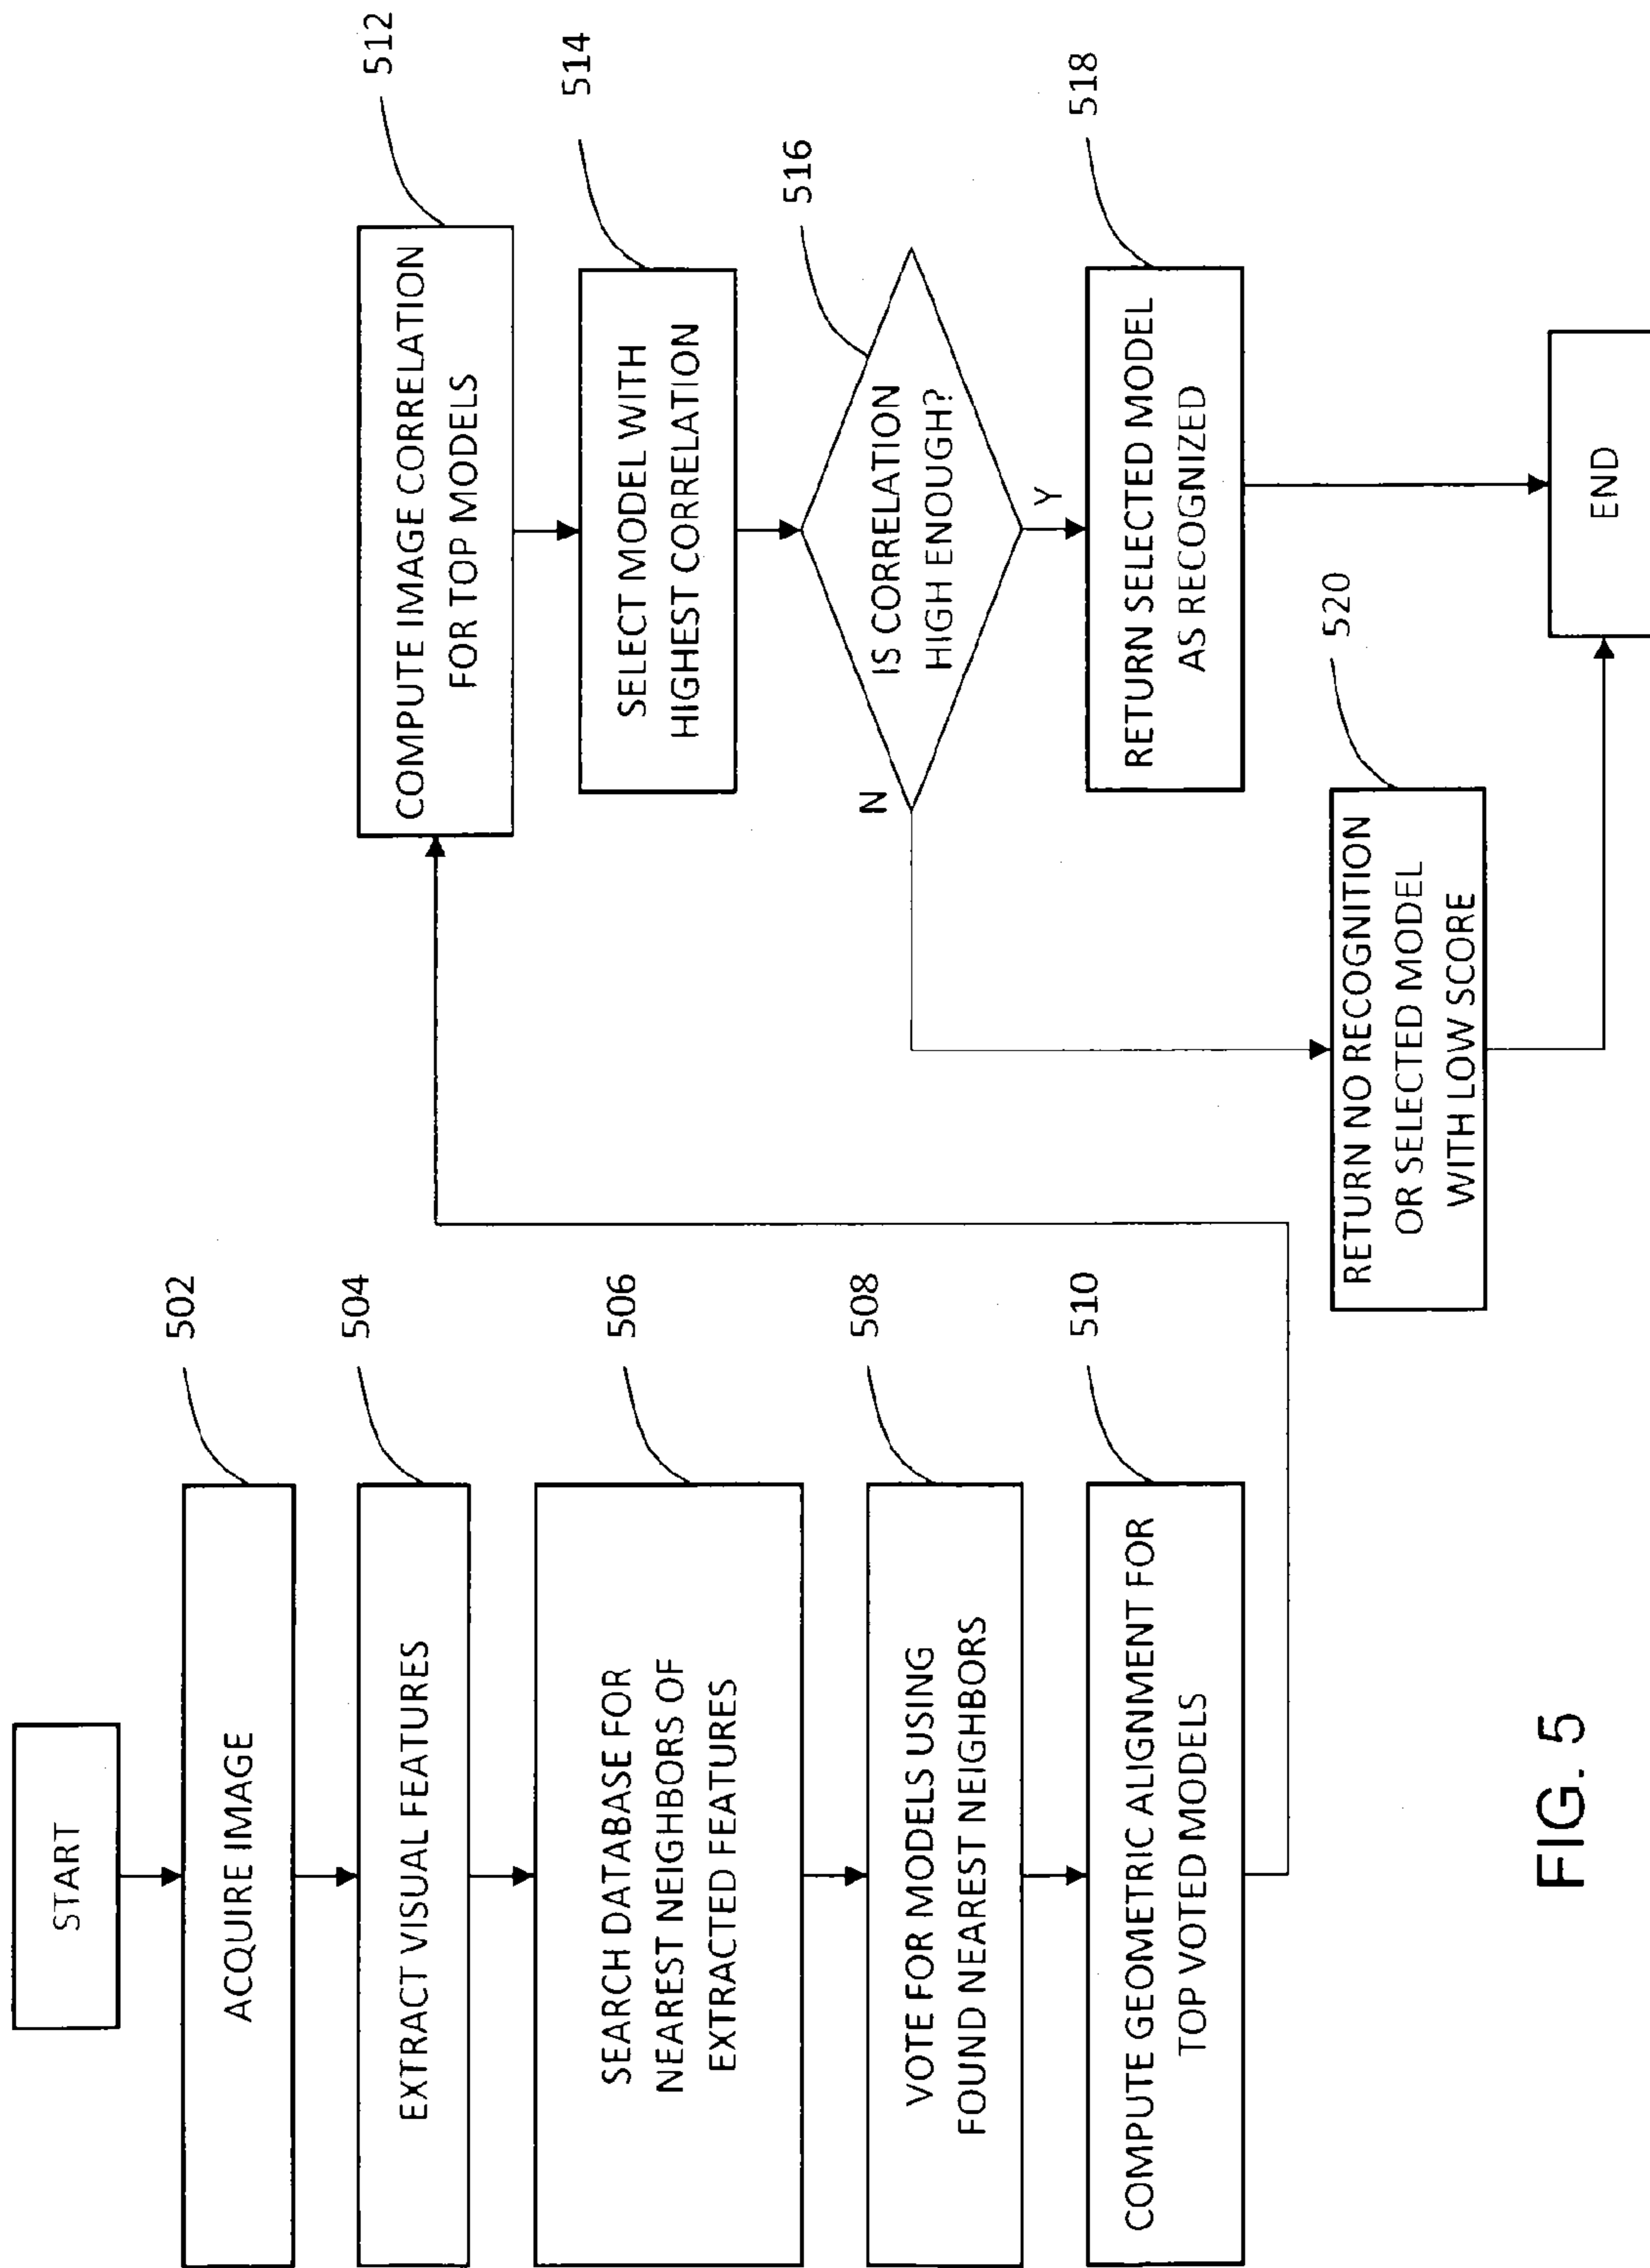 START
ACQUIRE IMAGE
502
EXTRACT VISUAL FEATURES
504
SEARCH DATABASE FOR
NEAREST NEIGHBORS OF
EXTRACTED FEATURES
506
VOTE FOR MODELS USING
FOUND NEAREST NEIGHBORS
508
COMPUTE GEOMETRIC ALIGNMENT FOR
TOP VOTED MODELS
510
COMPUTE IMAGE CORRELATION
FOR TOP MODELS
512
SELECT MODEL WITH
HIGHEST CORRELATION
514
IS CORRELATION
HIGH ENOUGH?
516
N
Y
RETURN SELECTED MODEL
AS RECOGNIZED
518
RETURN NO RECOGNITION
OR SELECTED MODEL
WITH LOW SCORE
520
END
FIG. 5